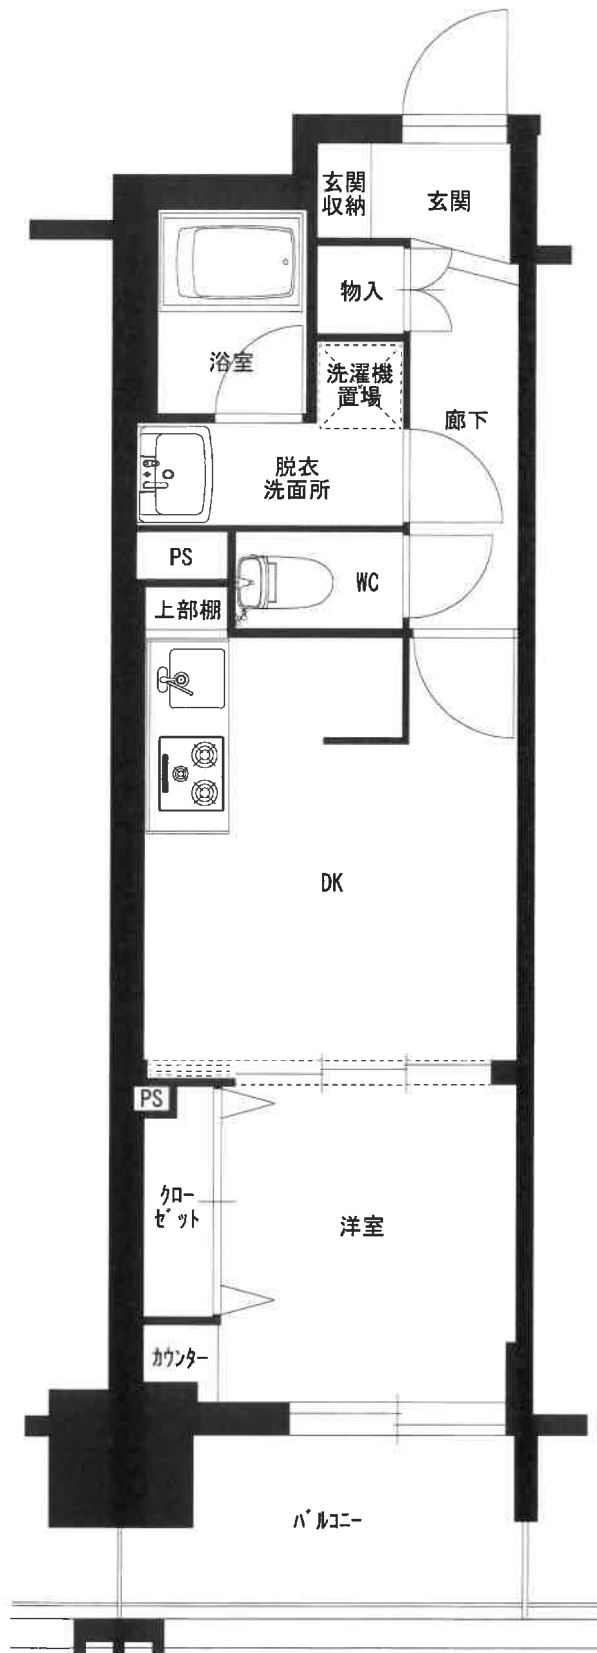 玄関
収納
玄関
物入
浴室
洗濯機
置場
廊下
脱衣
洗面所
PS
WC
上部棚
DK
PS
ｸﾛｰ
ｾﾞｯﾄ
洋室
ｶｳﾝﾀｰ
ﾊﾞﾙｺﾆｰ